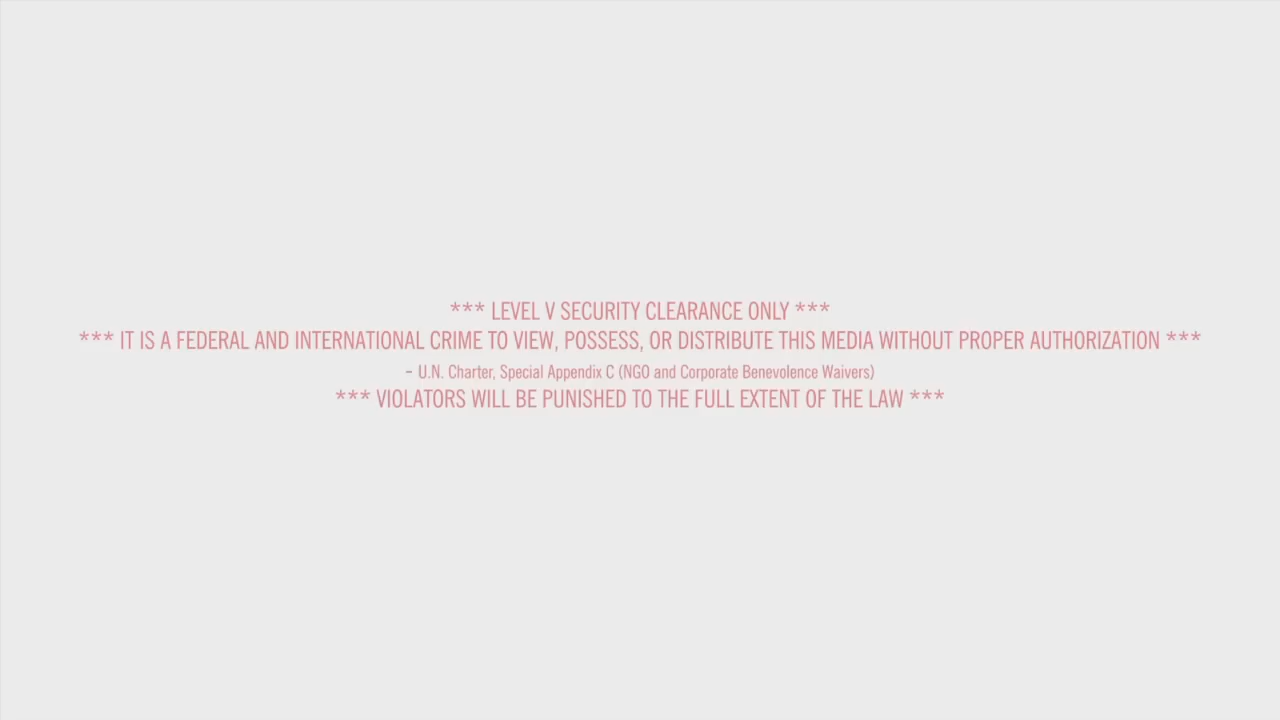 *** LEVEL V SECURITY CLEARANCE ONLY ***
*** IT IS A FEDERAL AND INTERNATIONAL CRIME TO VIEW, POSSESS, OR DISTRIBUTE THIS MEDIA WITHOUT PROPER AUTHORIZATION ***
– U.N. Charter, Special Appendix C (NGO and Corporate Benevolence Waivers)
*** VIOLATORS WILL BE PUNISHED TO THE FULL EXTENT OF THE LAW ***